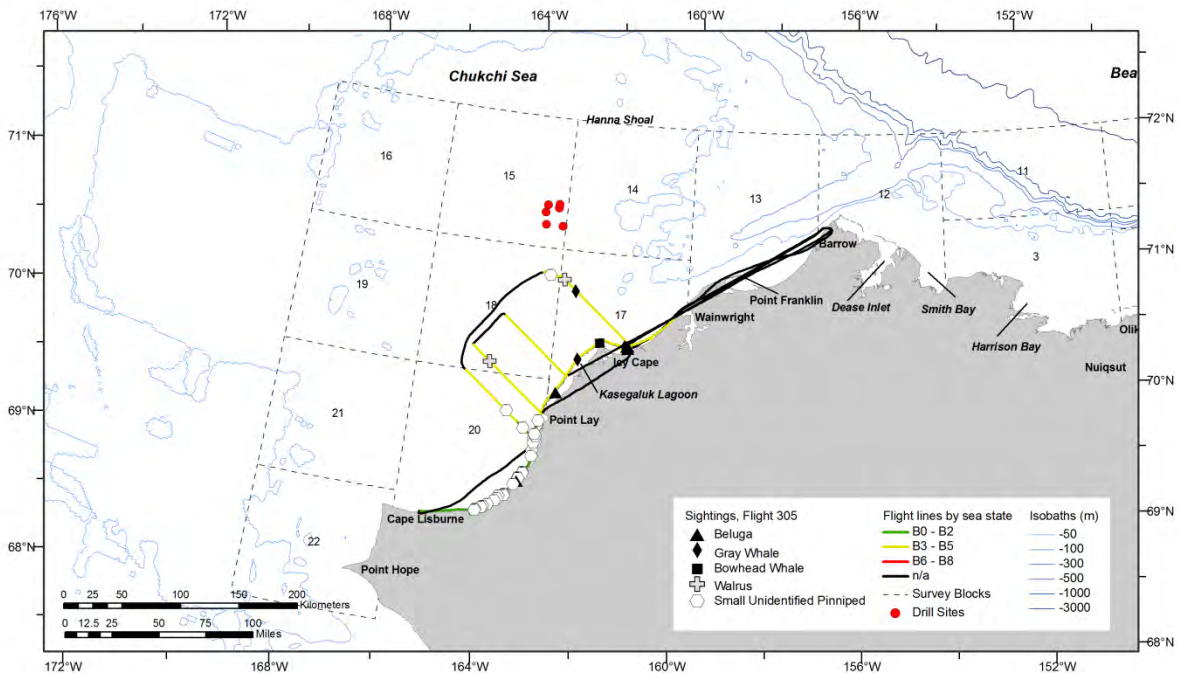 176°W
172°W
168°W
164°W
160°W
156°W
152°W
Chukchi Sea
Bea
72°N
71°N
Hanna Shoal
16
15
14
13
12
11
71°N
Barrow
3
70°N
19
18
17
Point Franklin
Wainwright
Dease Inlet
Smith Bay
Harrison Bay
Olik
Icy Cape
Nuiqsut
70°N
Kasegaluk Lagoon
69°N
21
20
Point Lay
Cape Lisburne
69°N
68°N
22
Point Hope
0 25 50 100 150 200
Kilometers
0 12.5 25 50 75 100
Miles
Sightings, Flight 305
Beluga
Gray Whale
Bowhead Whale
Walrus
Small Unidentified Pinniped
Flight lines by sea state
B0 - B2
B3 - B5
B6 - B8
n/a
Survey Blocks
Drill Sites
Isobaths (m)
-50
-100
-300
-500
-1000
-3000
68°N
172°W
168°W
164°W
160°W
156°W
152°W